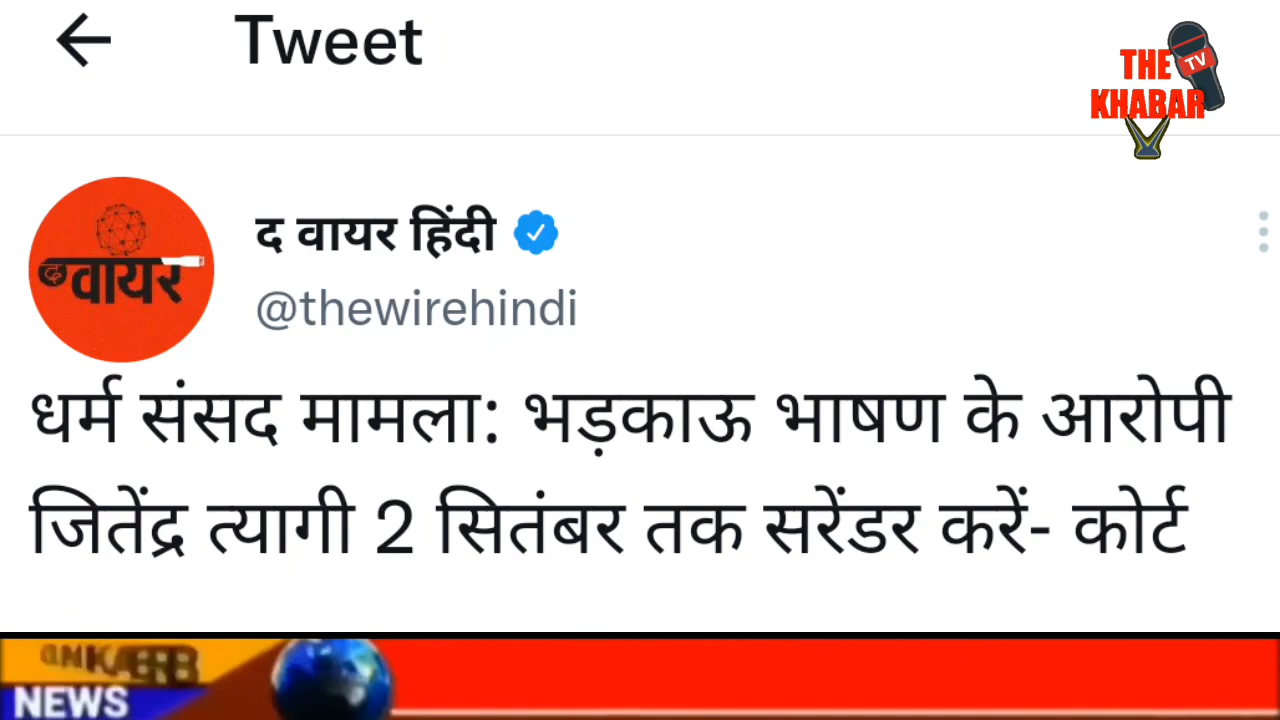 Tweet
THE TV
KHABAR
द वायर
द वायर हिंदी
@thewirehindi
धर्म संसद मामला: भड़काऊ भाषण के आरोपी
जितेंद्र त्यागी 2 सितंबर तक सरेंडर करें- कोर्ट
NEWS